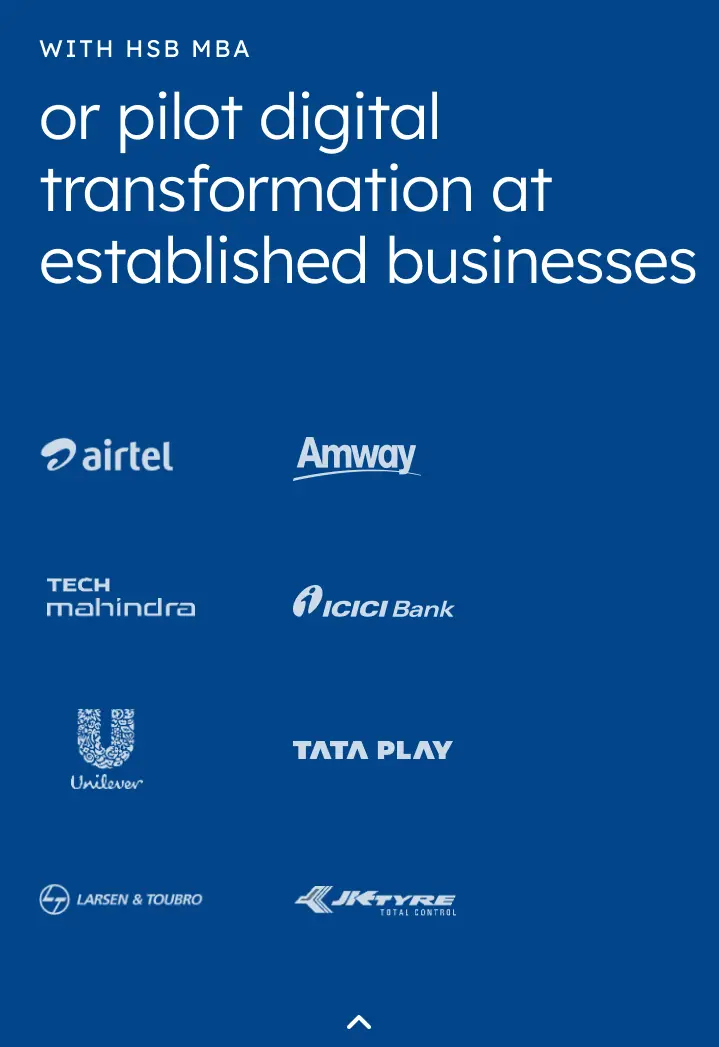 WITH HSB MBA
or pilot digital
transformation at
established businesses
airtel
Amway
TECH
mahindra
ICICI Bank
U
Unilever
TATA PLAY
LT LARSEN & TOUBRO
JK TYRE
TOTAL CONTROL